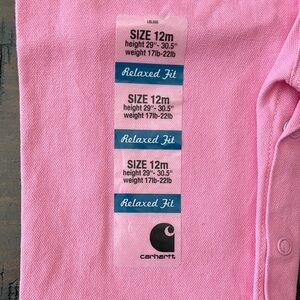 SIZE 12m
height 29"- 30.5"
weight 17lb-22lb
Relaxed Fit
SIZE 12m
height 29"- 30.5"
weight 17lb-22lb
Relaxed Fit
SIZE 12m
height 29"- 30.5"
weight 17lb-22lb
Relaxed Fit
carhartt